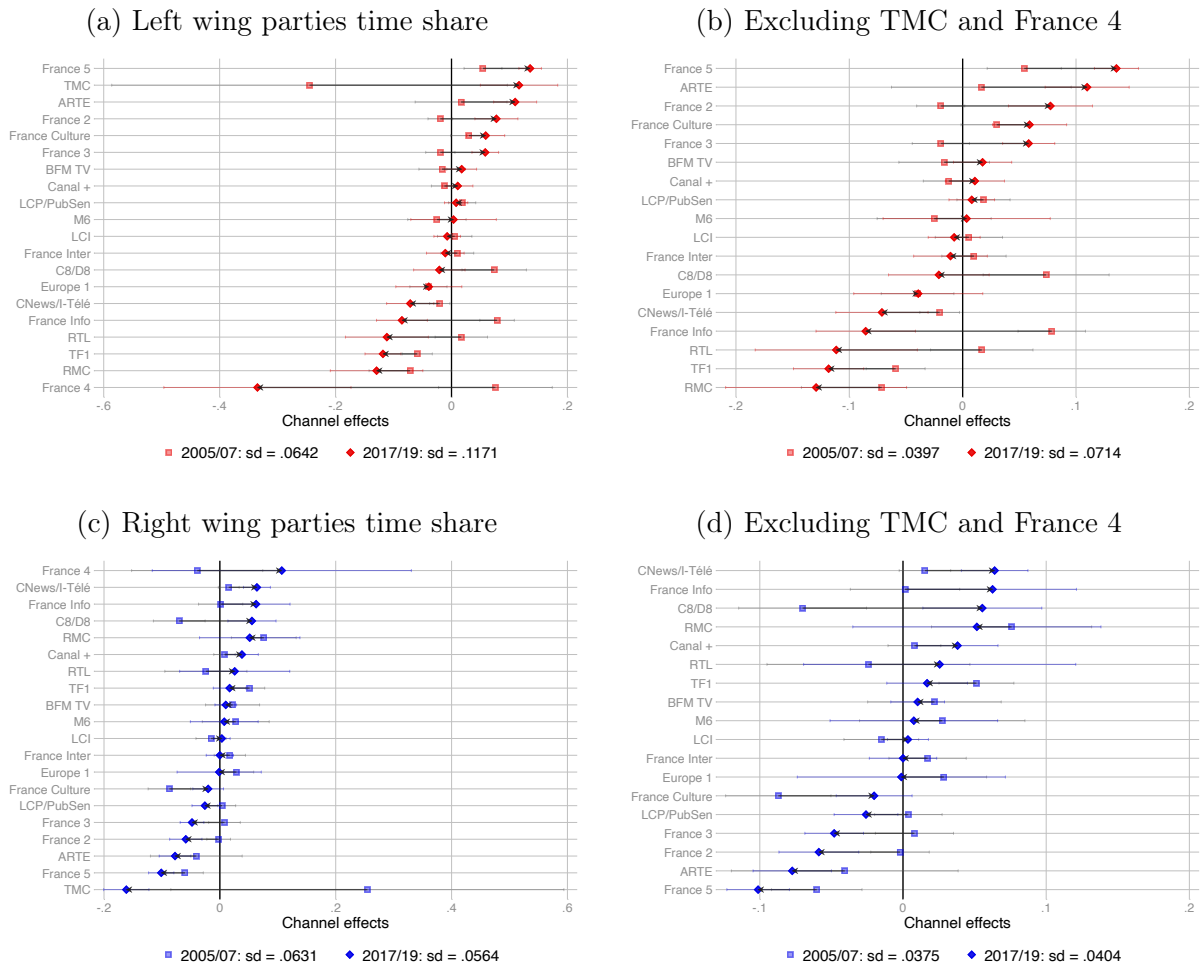 (a) Left wing parties time share
France 5
TMC
ARTE
France 2
France Culture
France 3
BFM TV
Canal +
LCP/PubSen
M6
LCI
France Inter
C8/D8
Europe 1
CNews/I-Télé
France Info
RTL
TF1
RMC
France 4
-.6 -.4 -.2 0 .2
Channel effects
2005/07: sd = .0642 2017/19: sd = .1171
(b) Excluding TMC and France 4
France 5
ARTE
France 2
France Culture
France 3
BFM TV
Canal +
LCP/PubSen
M6
LCI
France Inter
C8/D8
Europe 1
CNews/I-Télé
France Info
RTL
TF1
RMC
-.2 -.1 0 .1 .2
Channel effects
2005/07: sd = .0397 2017/19: sd = .0714
(c) Right wing parties time share
France 4
CNews/I-Télé
France Info
C8/D8
RMC
Canal +
RTL
TF1
BFM TV
M6
LCI
France Inter
Europe 1
France Culture
LCP/PubSen
France 3
France 2
ARTE
France 5
TMC
-.2 0 .2 .4 .6
Channel effects
2005/07: sd = .0631 2017/19: sd = .0564
(d) Excluding TMC and France 4
CNews/I-Télé
France Info
C8/D8
RMC
Canal +
RTL
TF1
BFM TV
M6
LCI
France Inter
Europe 1
France Culture
LCP/PubSen
France 3
France 2
ARTE
France 5
-.1 0 .1 .2
Channel effects
2005/07: sd = .0375 2017/19: sd = .0404